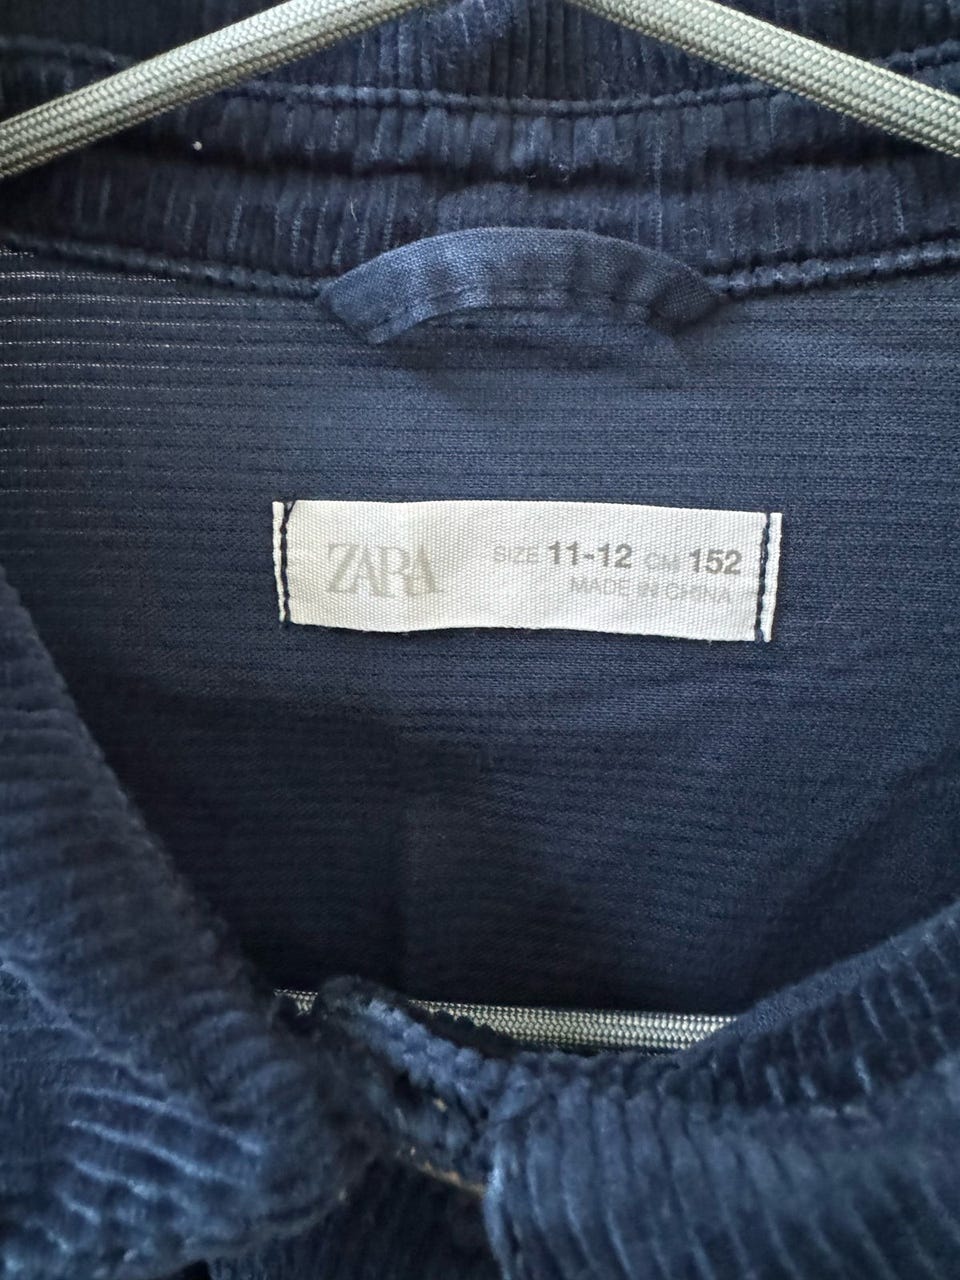 ZARA
SIZE 11-12 CM 152
MADE IN CHINA